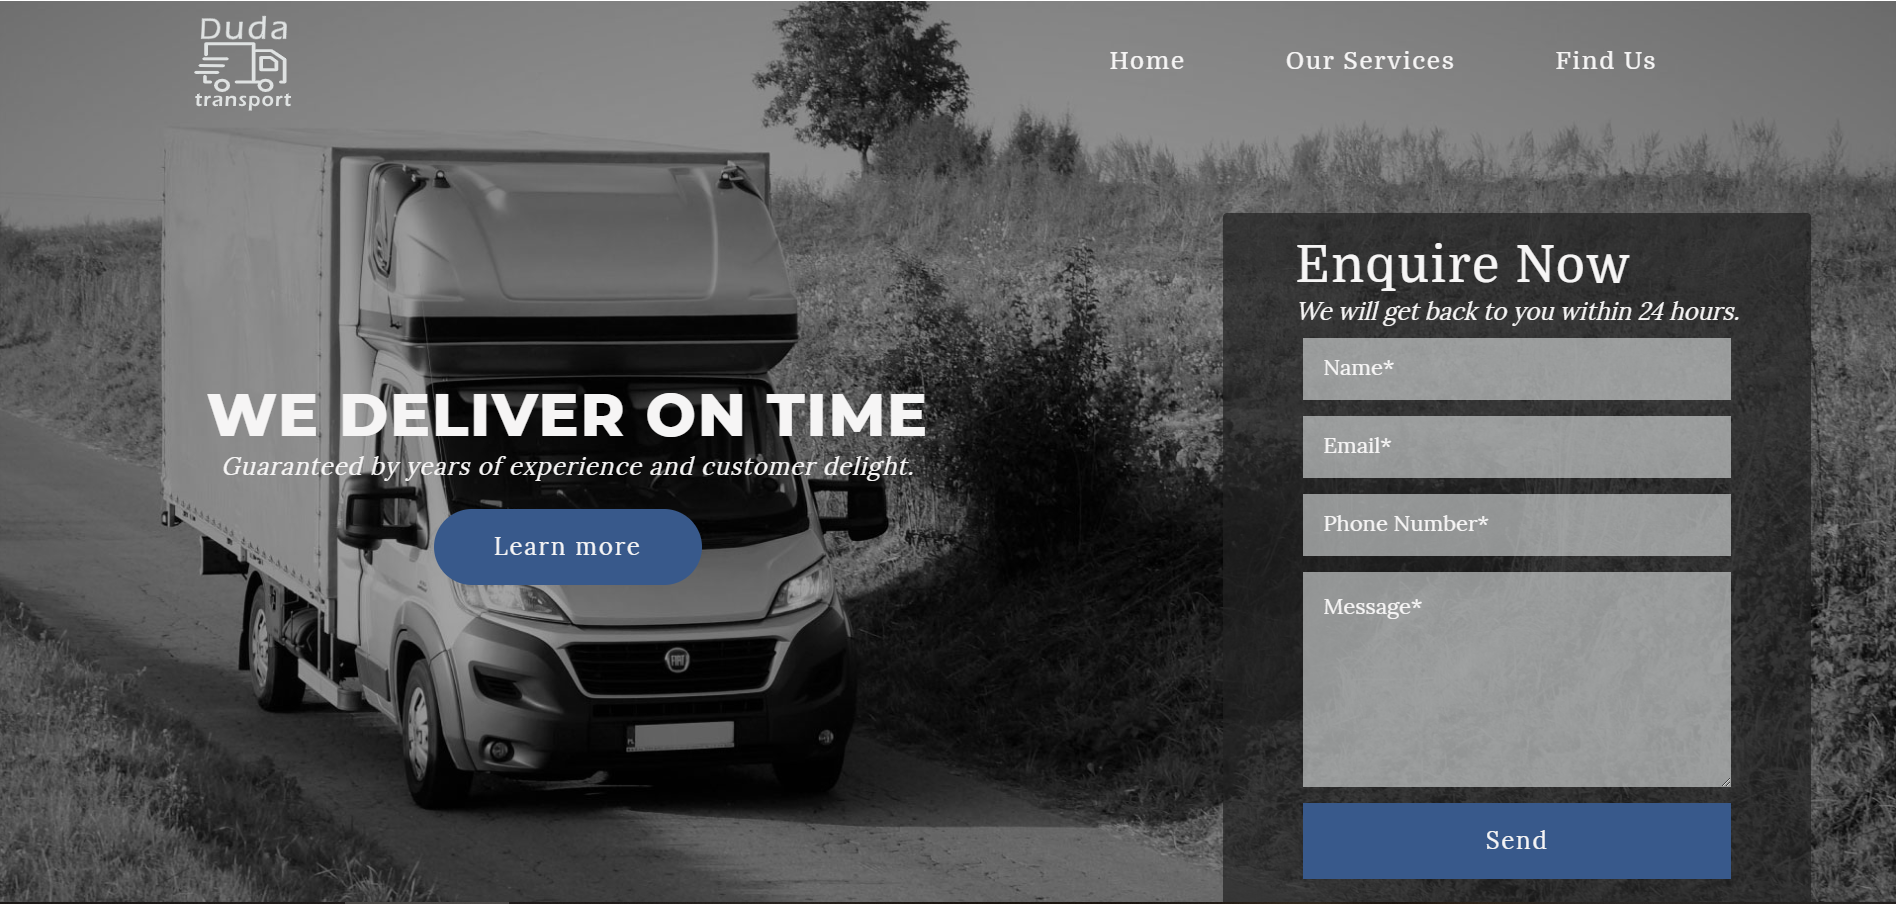 Duda
transport
Home
Our Services
Find Us
WE DELIVER ON TIME
Guaranteed by years of experience and customer delight.
Learn more
FIAT
PL
Enquire Now
We will get back to you within 24 hours.
Name*
Email*
Phone Number*
Message*
Send